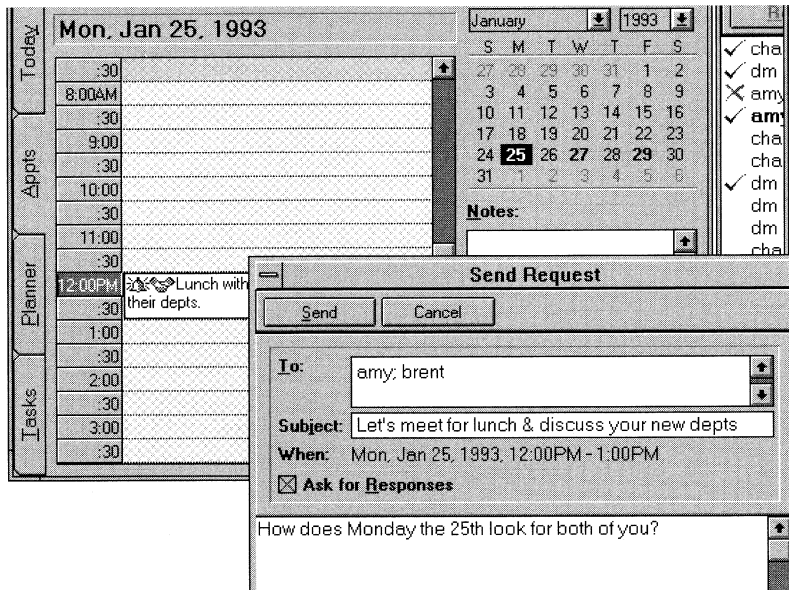 Today
Appts
Planner
Tasks
Mon, Jan 25, 1993
:30
8:00AM
:30
9:00
:30
10:00
:30
11:00
:30
12:00PM Lunch with
:30 their depts.
1:00
:30
2:00
:30
3:00
:30
January 1993
S M T W T F S
27 28 29 30 31 1 2
3 4 5 6 7 8 9
10 11 12 13 14 15 16
17 18 19 20 21 22 23
24 25 26 27 28 29 30
31 1 2 3 4 5 6
Notes:
R
cha
dm
amy
amy
cha
cha
dm
dm
dm
cha
Send Request
Send Cancel
To: amy; brent
Subject: Let's meet for lunch & discuss your new depts
When: Mon, Jan 25, 1993, 12:00PM - 1:00PM
Ask for Responses
How does Monday the 25th look for both of you?